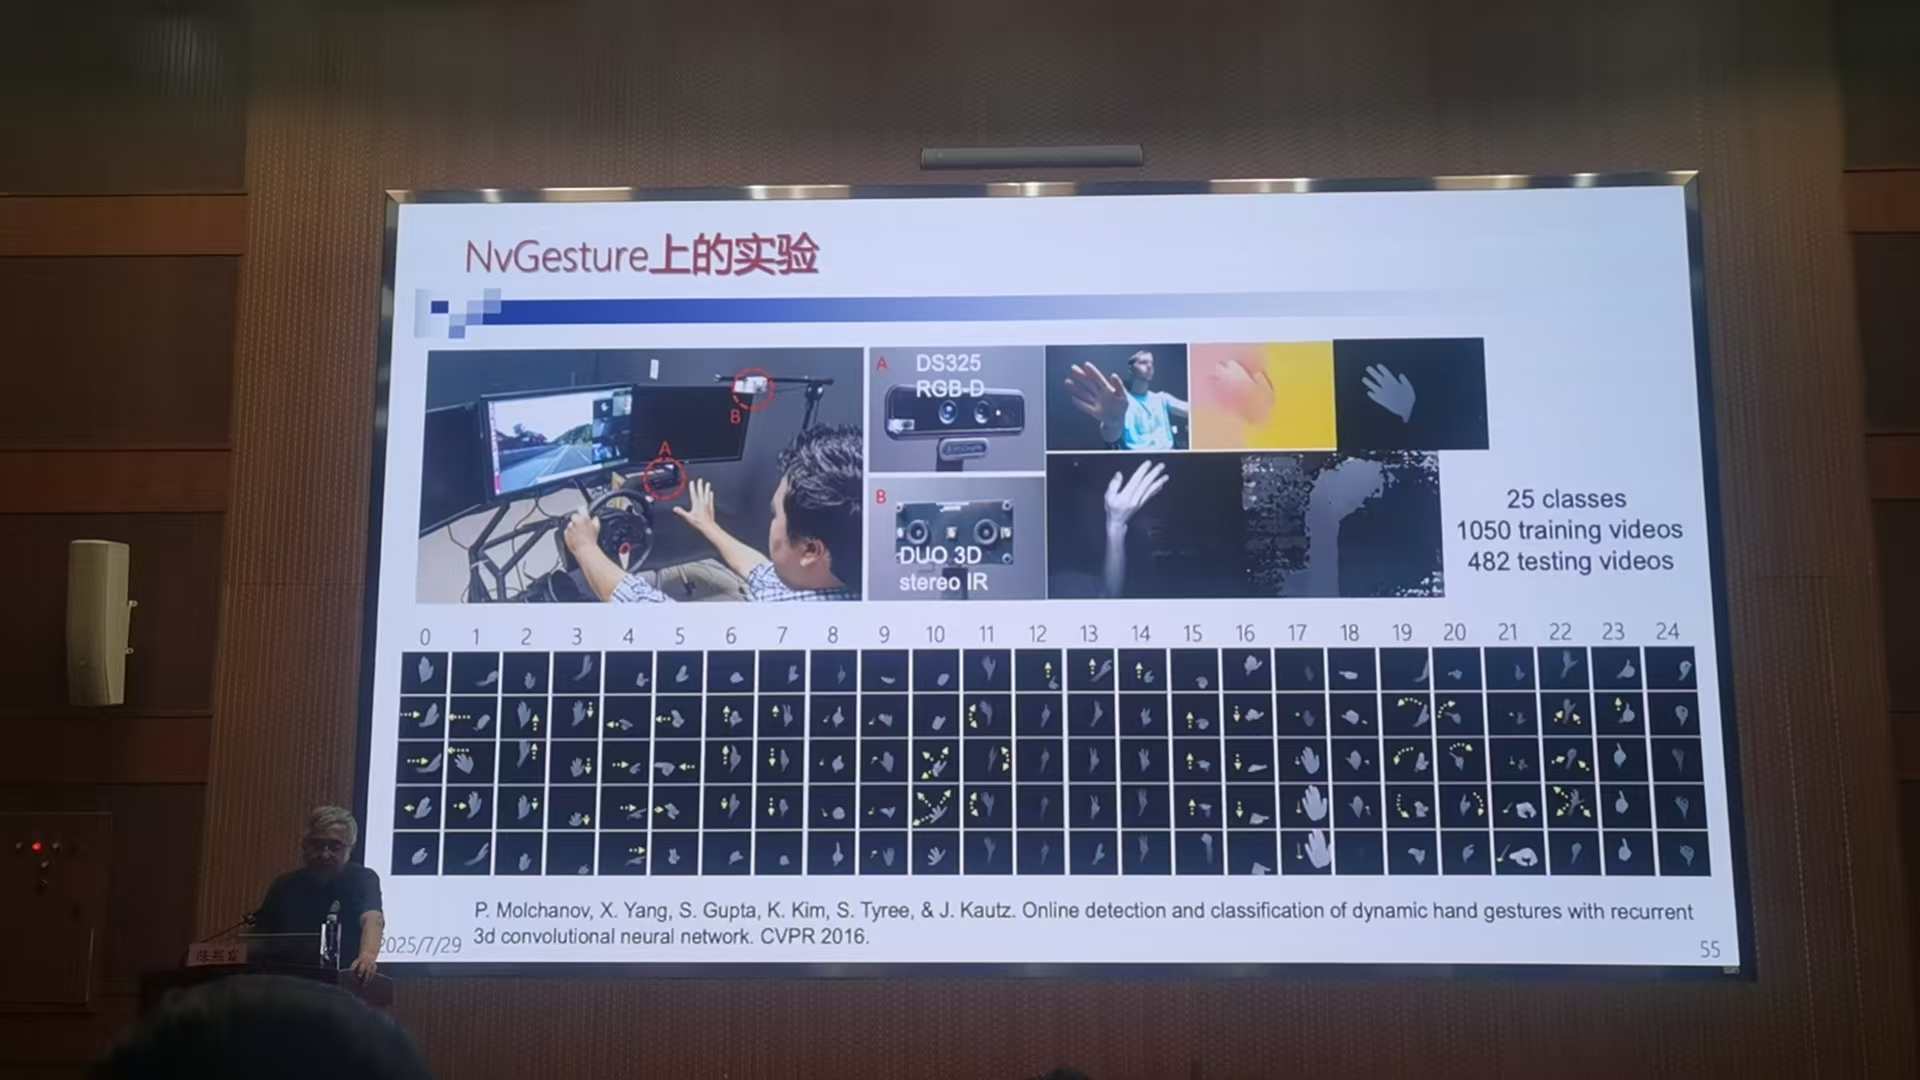 NvGesture上的实验
A
B
A
DS325
RGB-D
B
DUO 3D
stereo IR
25 classes
1050 training videos
482 testing videos
0 1 2 3 4 5 6 7 8 9 10 11 12 13 14 15 16 17 18 19 20 21 22 23 24
P. Molchanov, X. Yang, S. Gupta, K. Kim, S. Tyree, & J. Kautz. Online detection and classification of dynamic hand gestures with recurrent
3d convolutional neural network. CVPR 2016.
2025/7/29
55